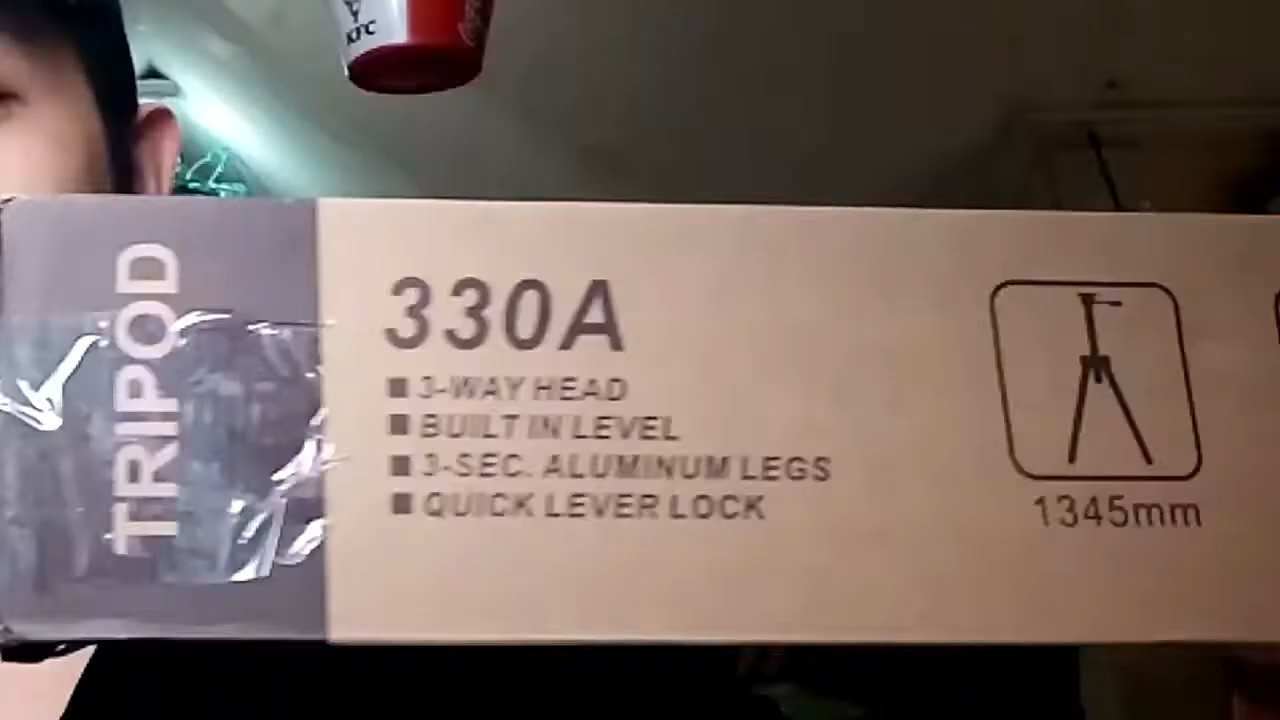 KFC
TRIPOD
330A
3-WAY HEAD
BUILT IN LEVEL
3-SEC. ALUMINUM LEGS
QUICK LEVER LOCK
1345mm